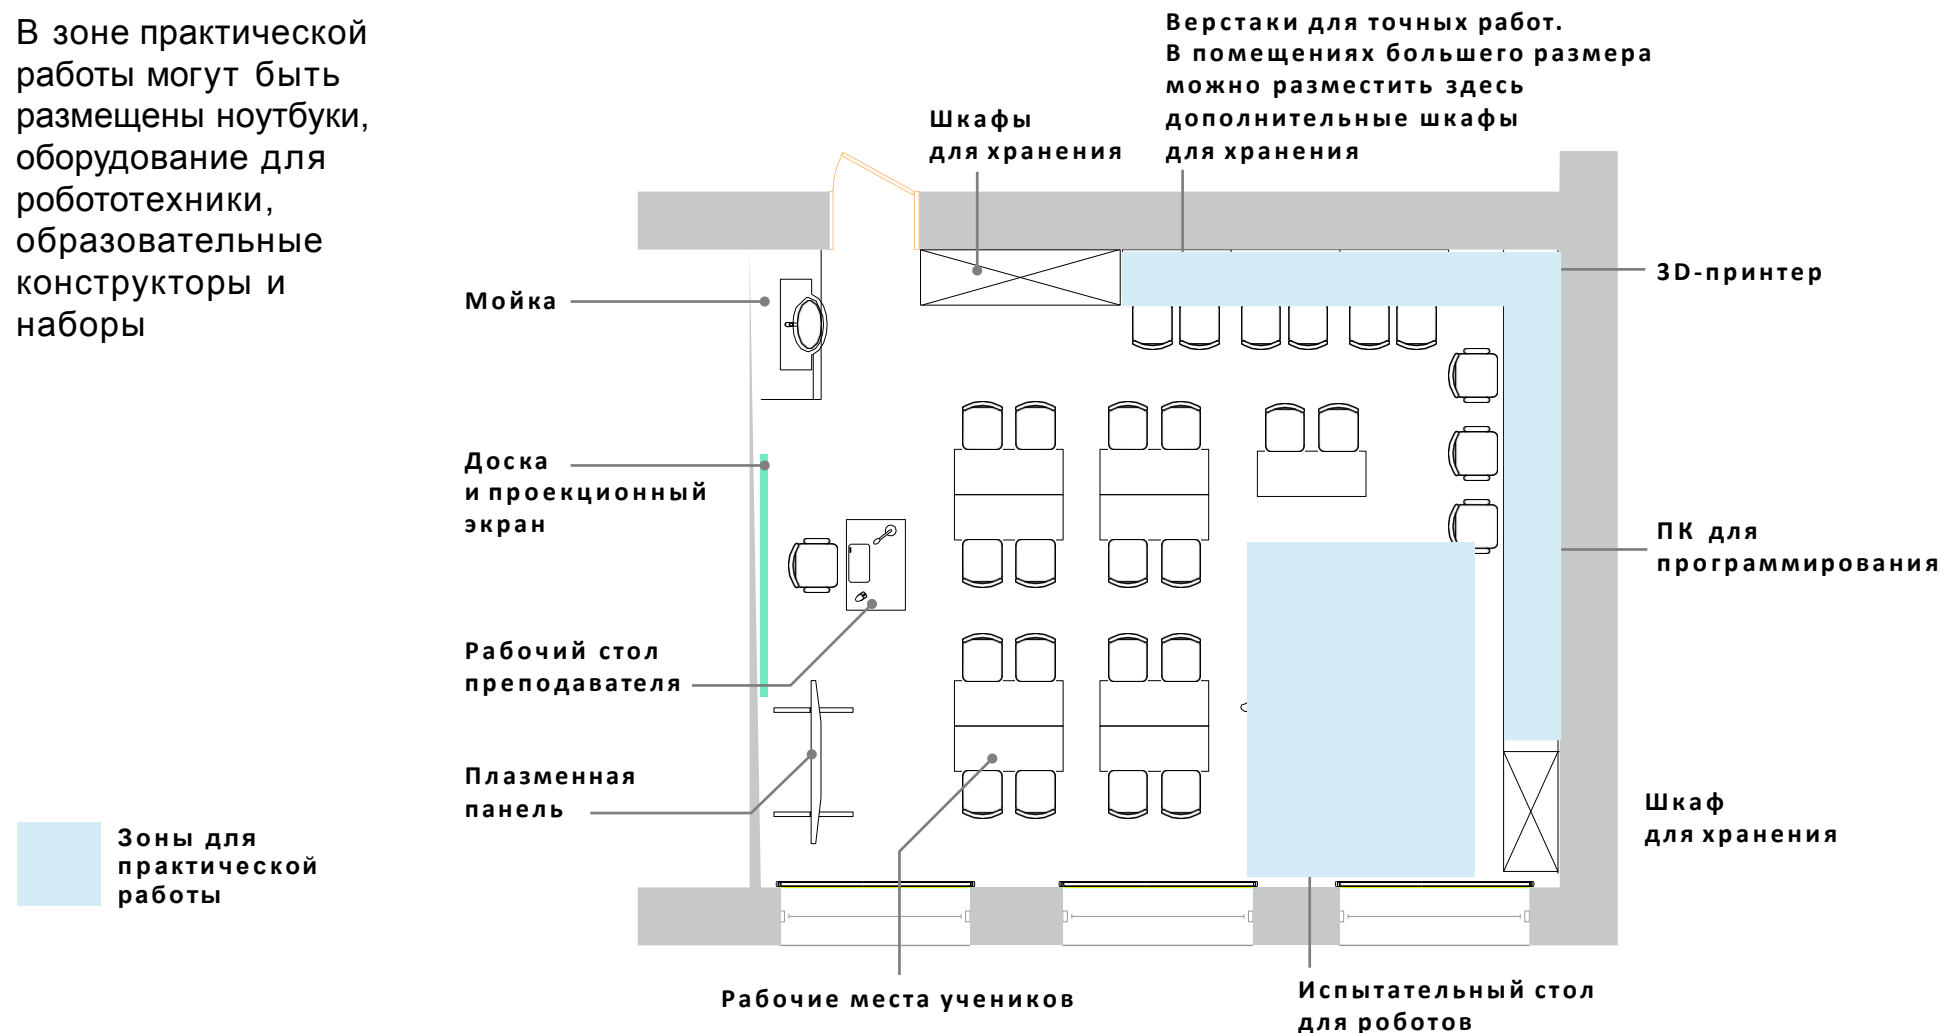 В зоне практической
работы могут быть
размещены ноутбуки,
оборудование для
робототехники,
образовательные
конструкторы и
наборы
Верстаки для точных работ.
В помещениях большего размера
можно разместить здесь
дополнительные шкафы
для хранения
Шкафы
для хранения
3D-принтер
Мойка
Доска
и проекционный
экран
ПК для
программирования
Рабочий стол
преподавателя
Плазменная
панель
Шкаф
для хранения
Зоны для
практической
работы
Рабочие места учеников
Испытательный стол
для роботов